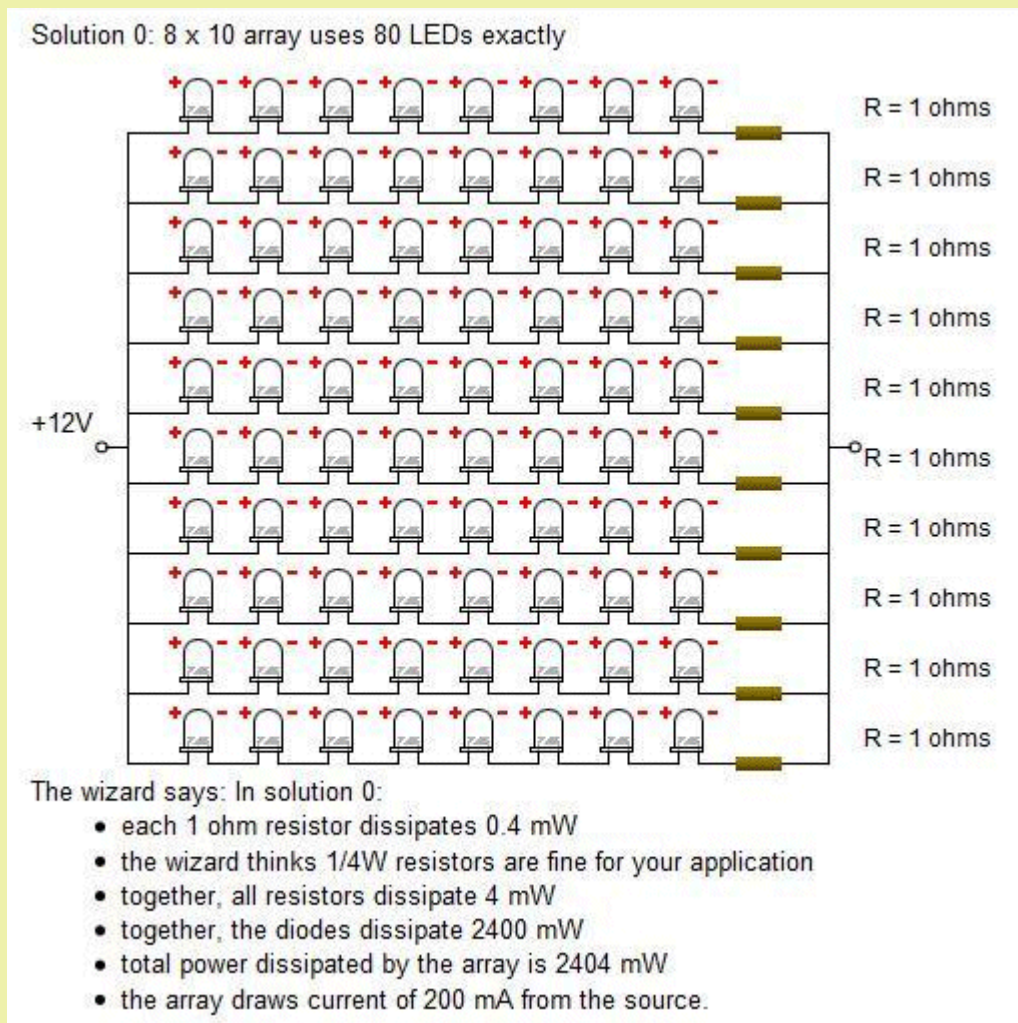 Solution 0: 8 x 10 array uses 80 LEDs exactly
R = 1 ohms
R = 1 ohms
R = 1 ohms
R = 1 ohms
R = 1 ohms
+12V
R = 1 ohms
R = 1 ohms
R = 1 ohms
R = 1 ohms
R = 1 ohms
The wizard says: In solution 0:
• each 1 ohm resistor dissipates 0.4 mW
• the wizard thinks 1/4W resistors are fine for your application
• together, all resistors dissipate 4 mW
• together, the diodes dissipate 2400 mW
• total power dissipated by the array is 2404 mW
• the array draws current of 200 mA from the source.